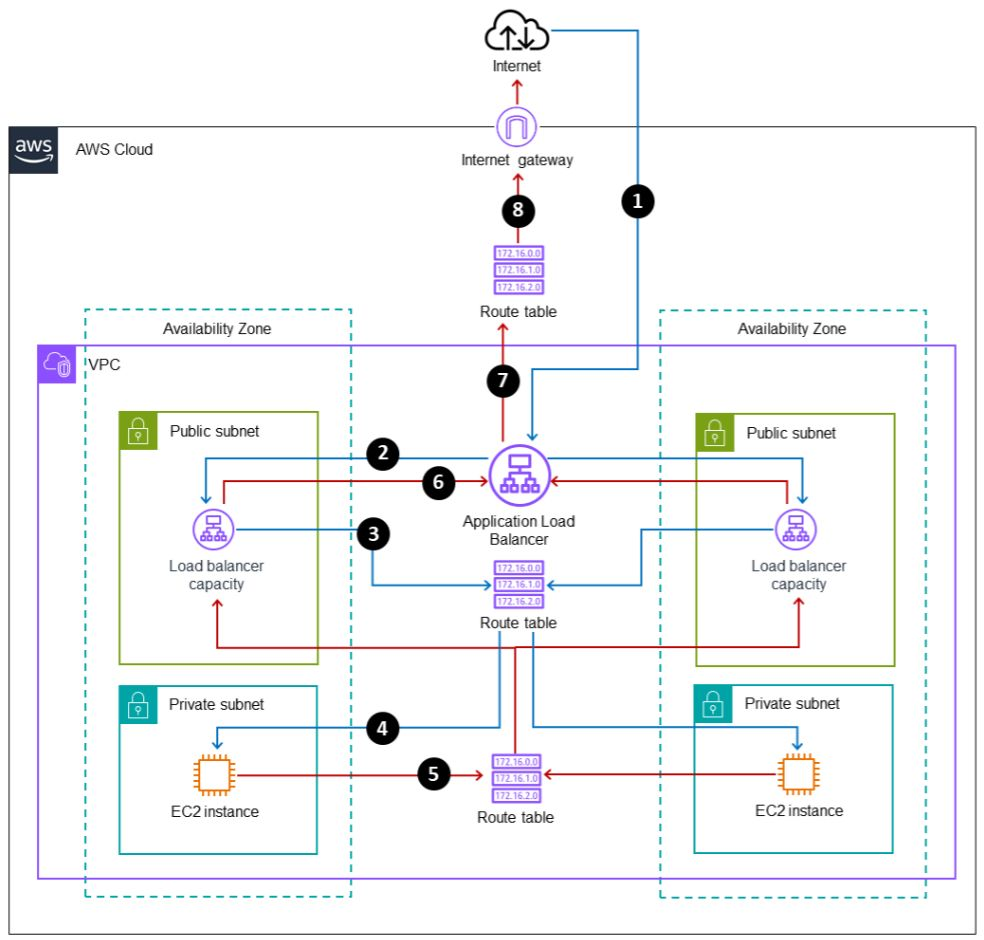 Internet
aws
AWS Cloud
Internet gateway
1
8
172.16.0.0
172.16.1.0
172.16.2.0
Route table
Availability Zone
Availability Zone
VPC
7
Public subnet
Public subnet
2
6
Application Load
Balancer
3
Load balancer
capacity
Load balancer
capacity
172.16.0.0
172.16.1.0
172.16.2.0
Route table
Private subnet
Private subnet
4
5
172.16.0.0
172.16.1.0
172.16.2.0
EC2 instance
EC2 instance
Route table